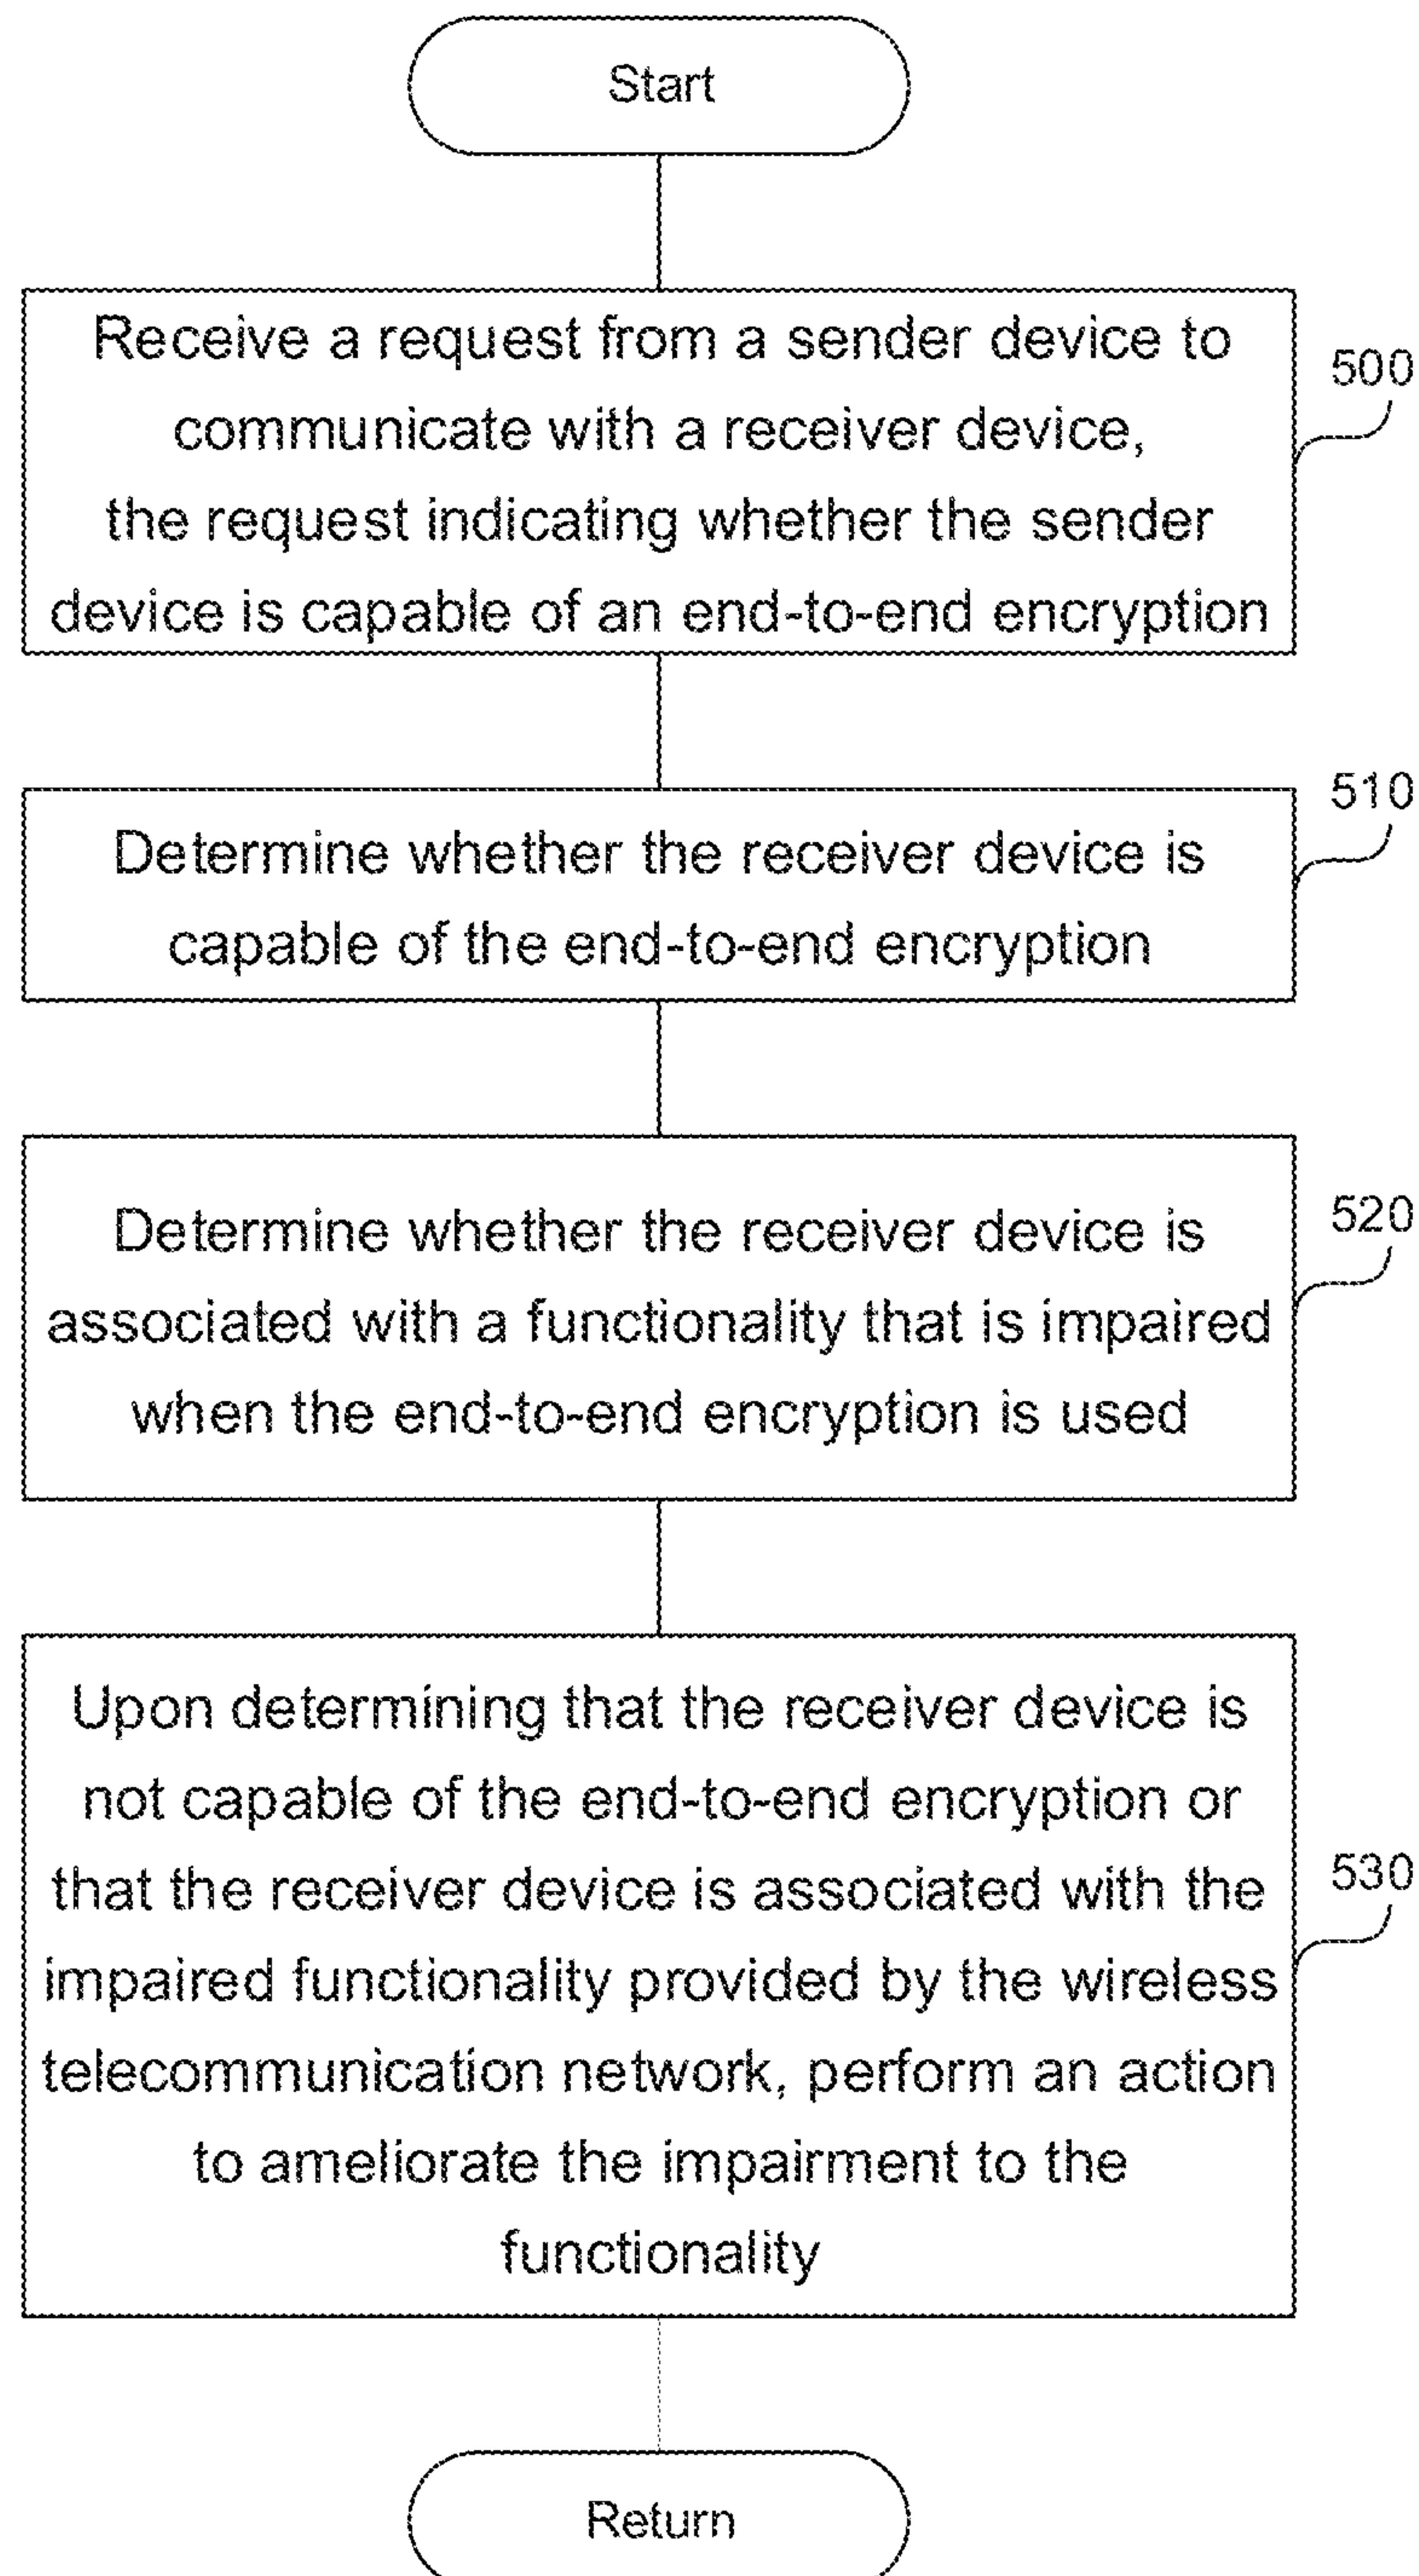 Start
Receive a request from a sender device to
communicate with a receiver device,
the request indicating whether the sender
device is capable of an end-to-end encryption
500
Determine whether the receiver device is
capable of the end-to-end encryption
510
Determine whether the receiver device is
associated with a functionality that is impaired
when the end-to-end encryption is used
520
Upon determining that the receiver device is
not capable of the end-to-end encryption or
that the receiver device is associated with the
impaired functionality provided by the wireless
telecommunication network, perform an action
to ameliorate the impairment to the
functionality
530
Return